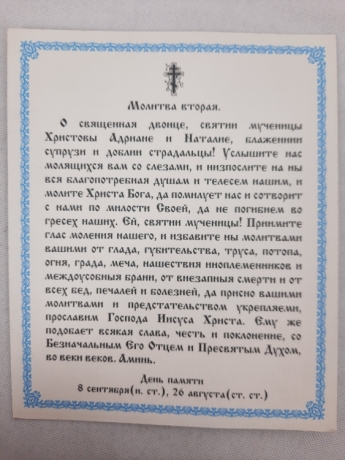 Молитва вторая.
О священная двоице, святии мученицы
Христовы Адриане и Наталие, блаженнии
супрузи и доблии страдальцы! Услышите нас
молящихся вам со слезами, и низпослите на ны
вся благопотребная душам и телесем нашим, и
молите Христа Бога, да помилует нас и сотворит
с нами по милости Своей, да не погибнем во
гресех наших. Ей, святии мученицы! Приимите
глас моления нашего, и избавите ны молитвами
вашими от глада, губительства, труса, потопа,
огня, града, меча, нашествия иноплеменников и
междоусобныя брани, от внезапныя смерти и от
всех бед, печалей и болезней, да присно вашими
молитвами и предстательством укрепляеми,
прославим Господа Иисуса Христа. Ему же
подобает всякая слава, честь и поклонение, со
Безначальным Его Отцем и Пресвятым Духом,
во веки веков. Аминь.
День памяти
8 сентября(н. ст.), 26 августа(ст. ст.)